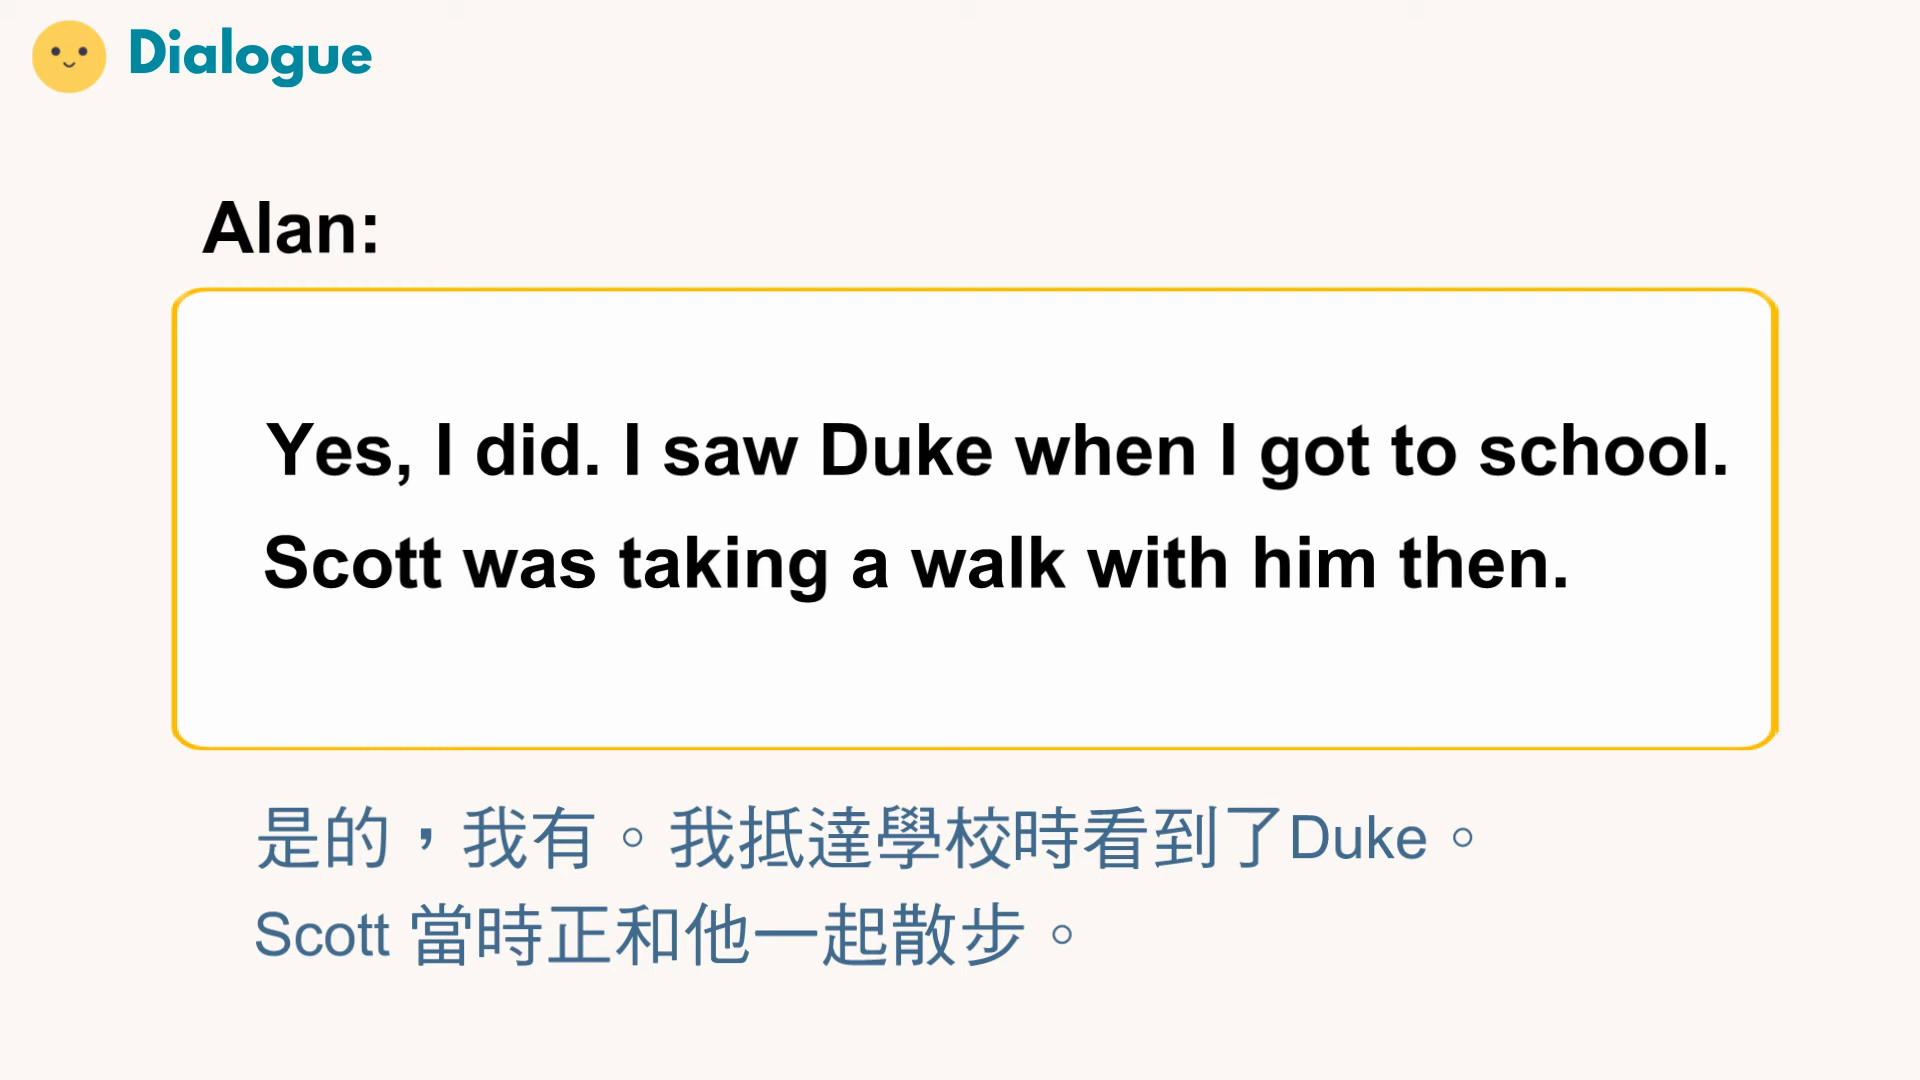 Dialogue
Alan:
Yes, I did. I saw Duke when I got to school.
Scott was taking a walk with him then.
是的，我有。我抵達學校時看到了Duke。
Scott 當時正和他一起散步。